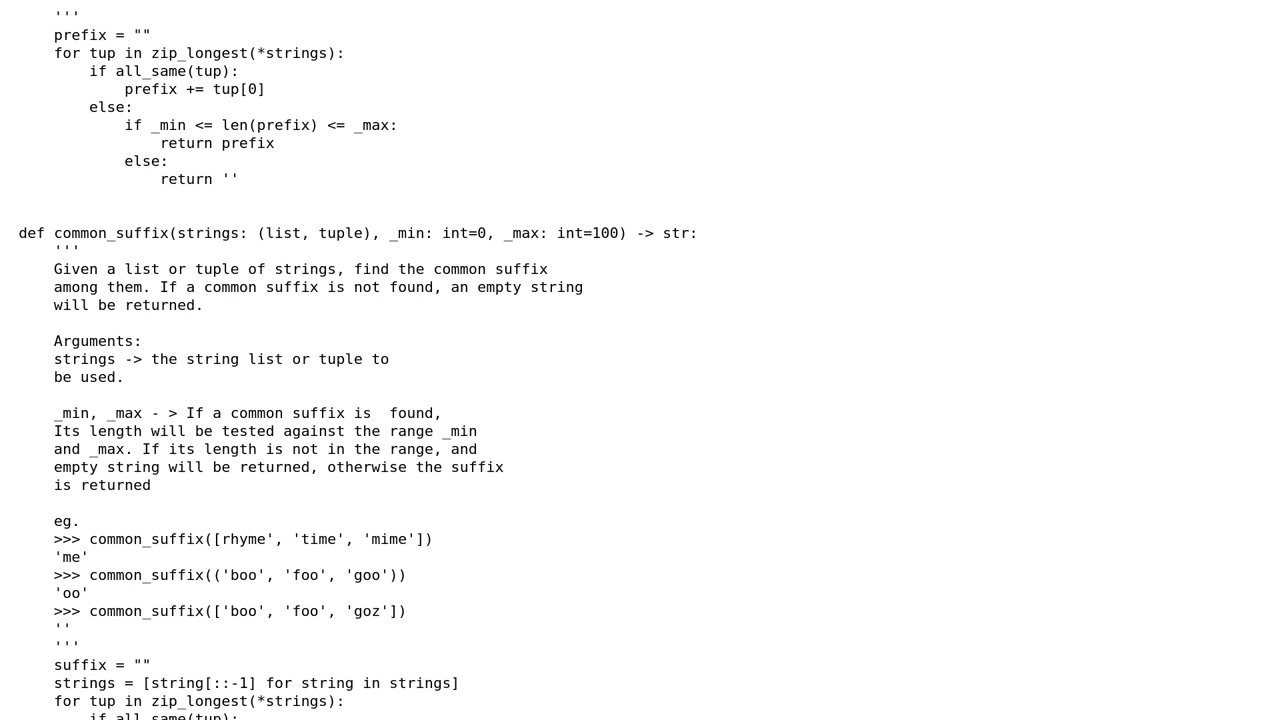 '''
    prefix = ""
    for tup in zip_longest(*strings):
        if all_same(tup):
            prefix += tup[0]
        else:
            if _min <= len(prefix) <= _max:
                return prefix
            else:
                return ''


def common_suffix(strings: (list, tuple), _min: int=0, _max: int=100) -> str:
    '''
    Given a list or tuple of strings, find the common suffix
    among them. If a common suffix is not found, an empty string
    will be returned.

    Arguments:
    strings -> the string list or tuple to
    be used.

    _min, _max - > If a common suffix is  found,
    Its length will be tested against the range _min
    and _max. If its length is not in the range, and
    empty string will be returned, otherwise the suffix
    is returned

    eg.
    >>> common_suffix([rhyme', 'time', 'mime'])
    'me'
    >>> common_suffix(('boo', 'foo', 'goo'))
    'oo'
    >>> common_suffix(['boo', 'foo', 'goz'])
    ''
    '''
    suffix = ""
    strings = [string[::-1] for string in strings]
    for tup in zip_longest(*strings):
        if all_same(tup):